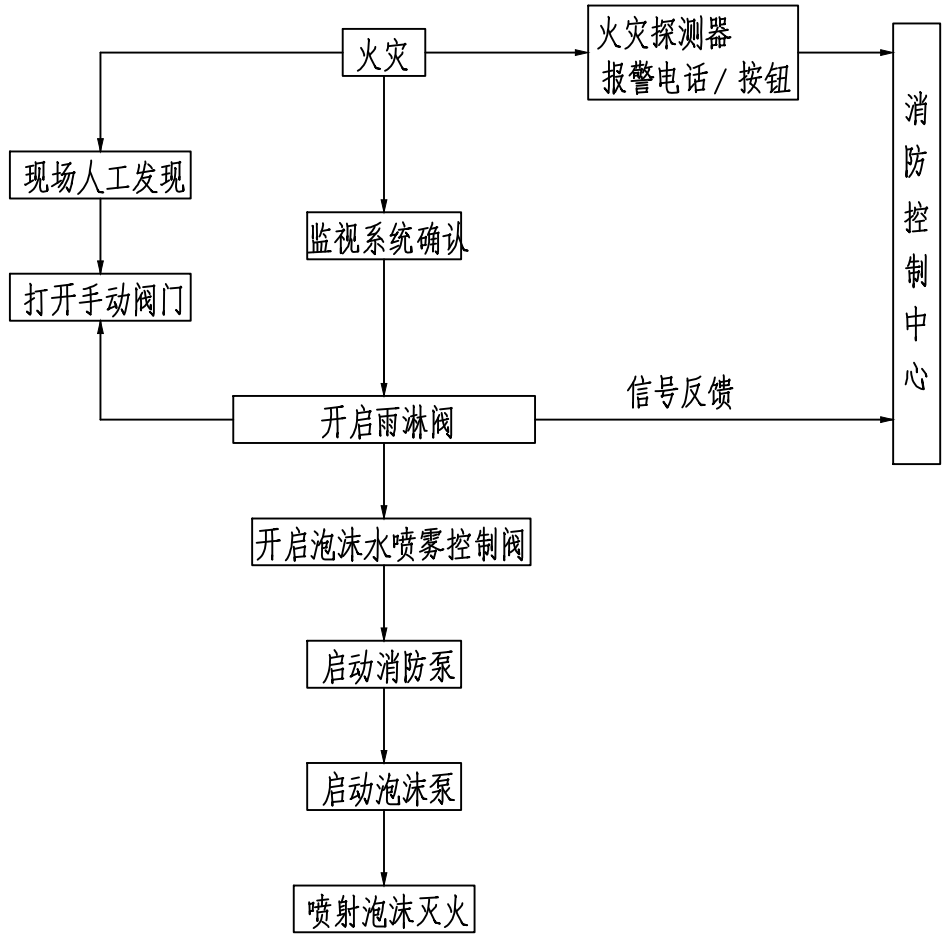 火灾
火灾探测器
报警电话/按钮
消防控制中心
现场人工发现
监视系统确认
打开手动阀门
信号反馈
开启雨淋阀
开启泡沫水喷雾控制阀
启动消防泵
启动泡沫泵
喷射泡沫灭火